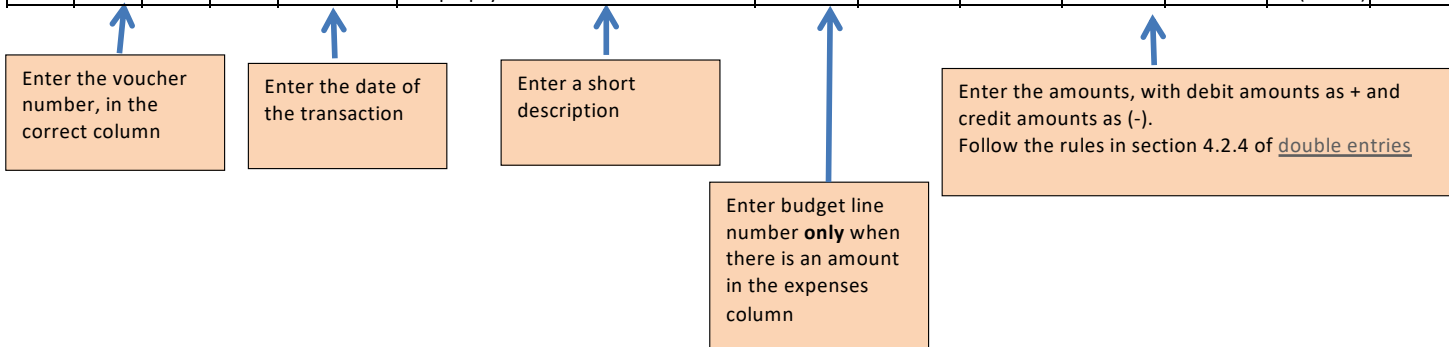 Enter the voucher
number, in the
correct column
Enter the date of
the transaction
Enter a short
description
Enter budget line
number only when
there is an amount
in the expenses
column
Enter the amounts, with debit amounts as + and
credit amounts as (-).
Follow the rules in section 4.2.4 of double entries